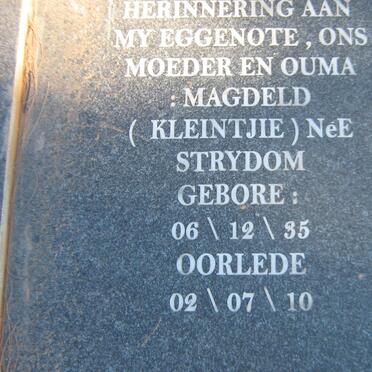 HERINNERING AAN
MY EGGENOTE , ONS
MOEDER EN OUMA
: MAGDELD
( KLEINTJIE ) NéE
STRYDOM
GEBORE :
06 \ 12 \ 35
OORLEDE
02 \ 07 \ 10